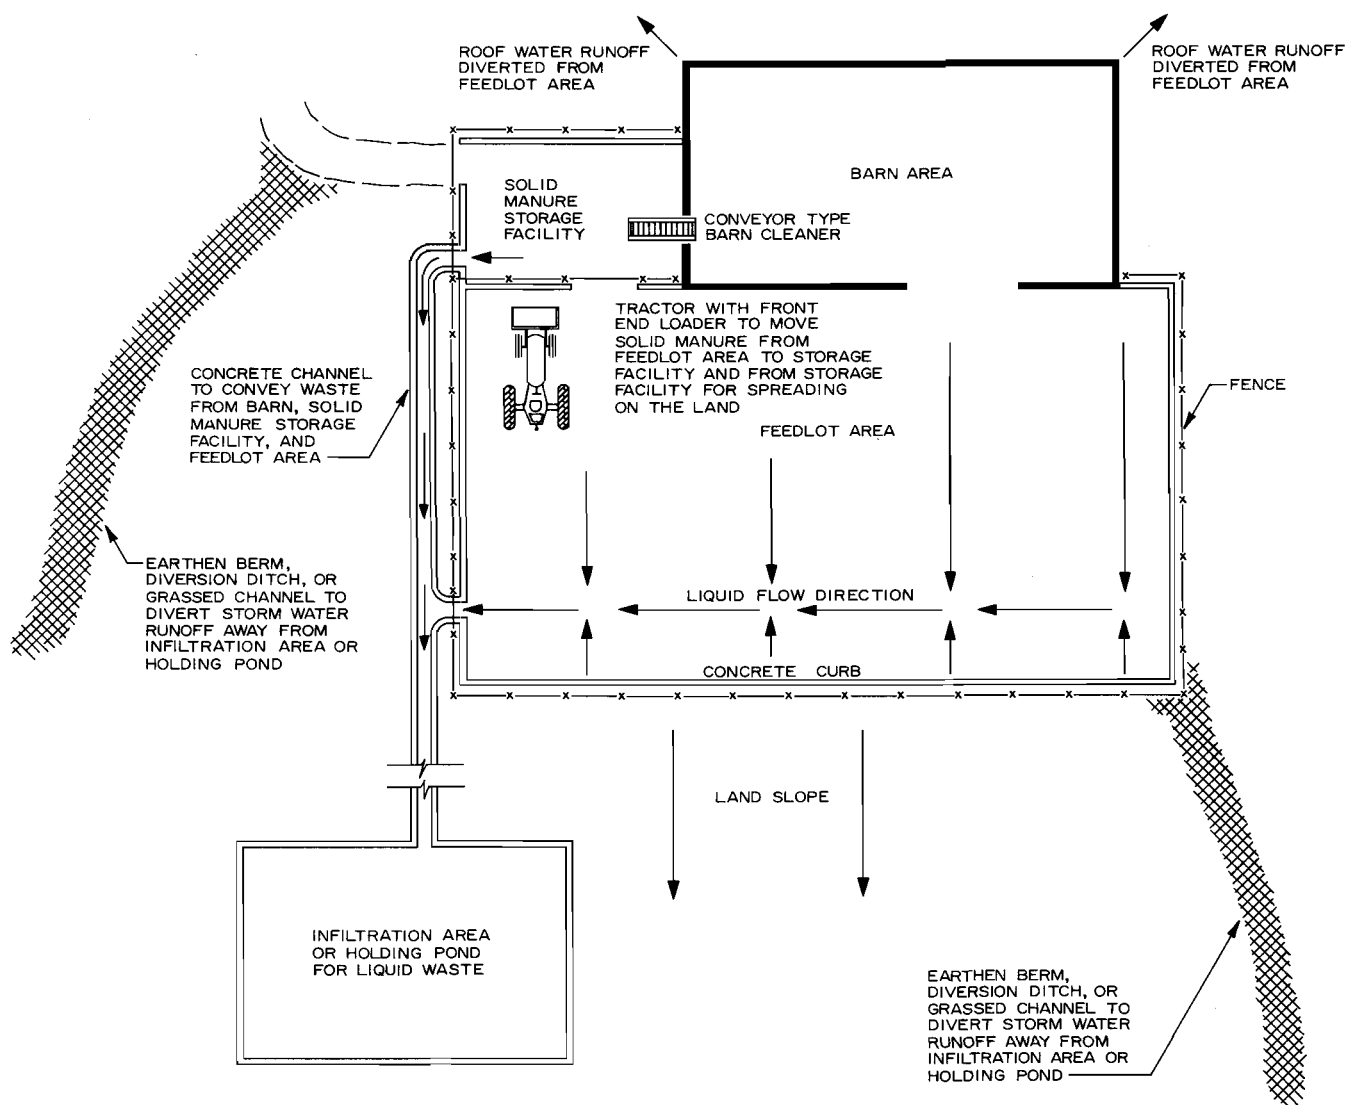 ROOF WATER RUNOFF
DIVERTED FROM
FEEDLOT AREA
ROOF WATER RUNOFF
DIVERTED FROM
FEEDLOT AREA
BARN AREA
SOLID
MANURE
STORAGE
FACILITY
CONVEYOR TYPE
BARN CLEANER
TRACTOR WITH FRONT
END LOADER TO MOVE
SOLID MANURE FROM
FEEDLOT AREA TO STORAGE
FACILITY AND FROM STORAGE
FACILITY FOR SPREADING
ON THE LAND
CONCRETE CHANNEL
TO CONVEY WASTE
FROM BARN, SOLID
MANURE STORAGE
FACILITY, AND
FEEDLOT AREA
FENCE
FEEDLOT AREA
EARTHEN BERM,
DIVERSION DITCH, OR
GRASSED CHANNEL TO
DIVERT STORM WATER
RUNOFF AWAY FROM
INFILTRATION AREA OR
HOLDING POND
LIQUID FLOW DIRECTION
CONCRETE CURB
LAND SLOPE
INFILTRATION AREA
OR HOLDING POND
FOR LIQUID WASTE
EARTHEN BERM,
DIVERSION DITCH, OR
GRASSED CHANNEL TO
DIVERT STORM WATER
RUNOFF AWAY FROM
INFILTRATION AREA OR
HOLDING POND